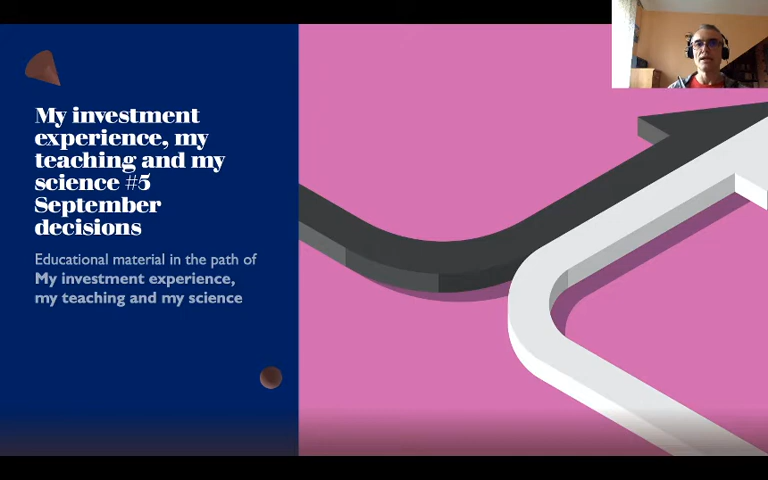 My investment
experience, my
teaching and my
science #5
September
decisions
Educational material in the path of
My investment experience,
my teaching and my science